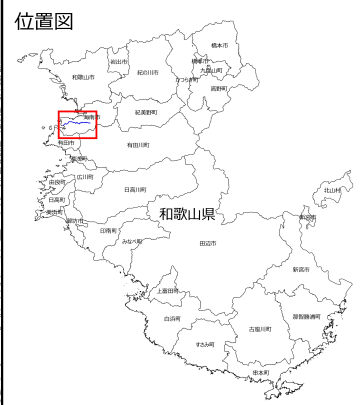 位置図
橋本市
岩出市
紀の川市
かつらぎ町
九度山町
和歌山市
高野町
海南市
紀美野町
有田市
有田川町
湯浅町
広川町
由良町
日高川町
北山村
日高町
美浜町
和歌山県
御坊市
印南町
みなべ町
田辺市
新宮市
新宮市
上富田町
白浜町
古座川町
那智勝浦町
すさみ町
串本町